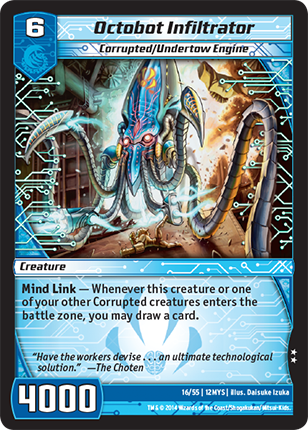 6
Octobot Infiltrator
Corrupted/Undertow Engine
Creature
Mind Link — Whenever this creature or one
of your other Corrupted creatures enters the
battle zone, you may draw a card.
"Have the workers devise . . . an ultimate technological
solution." —The Choten
16/55 | 12MYS | Illus. Daisuke Izuka
4000
TM & © 2014 Wizards of the Coast/Shogakukan/Mitsui-Kids.